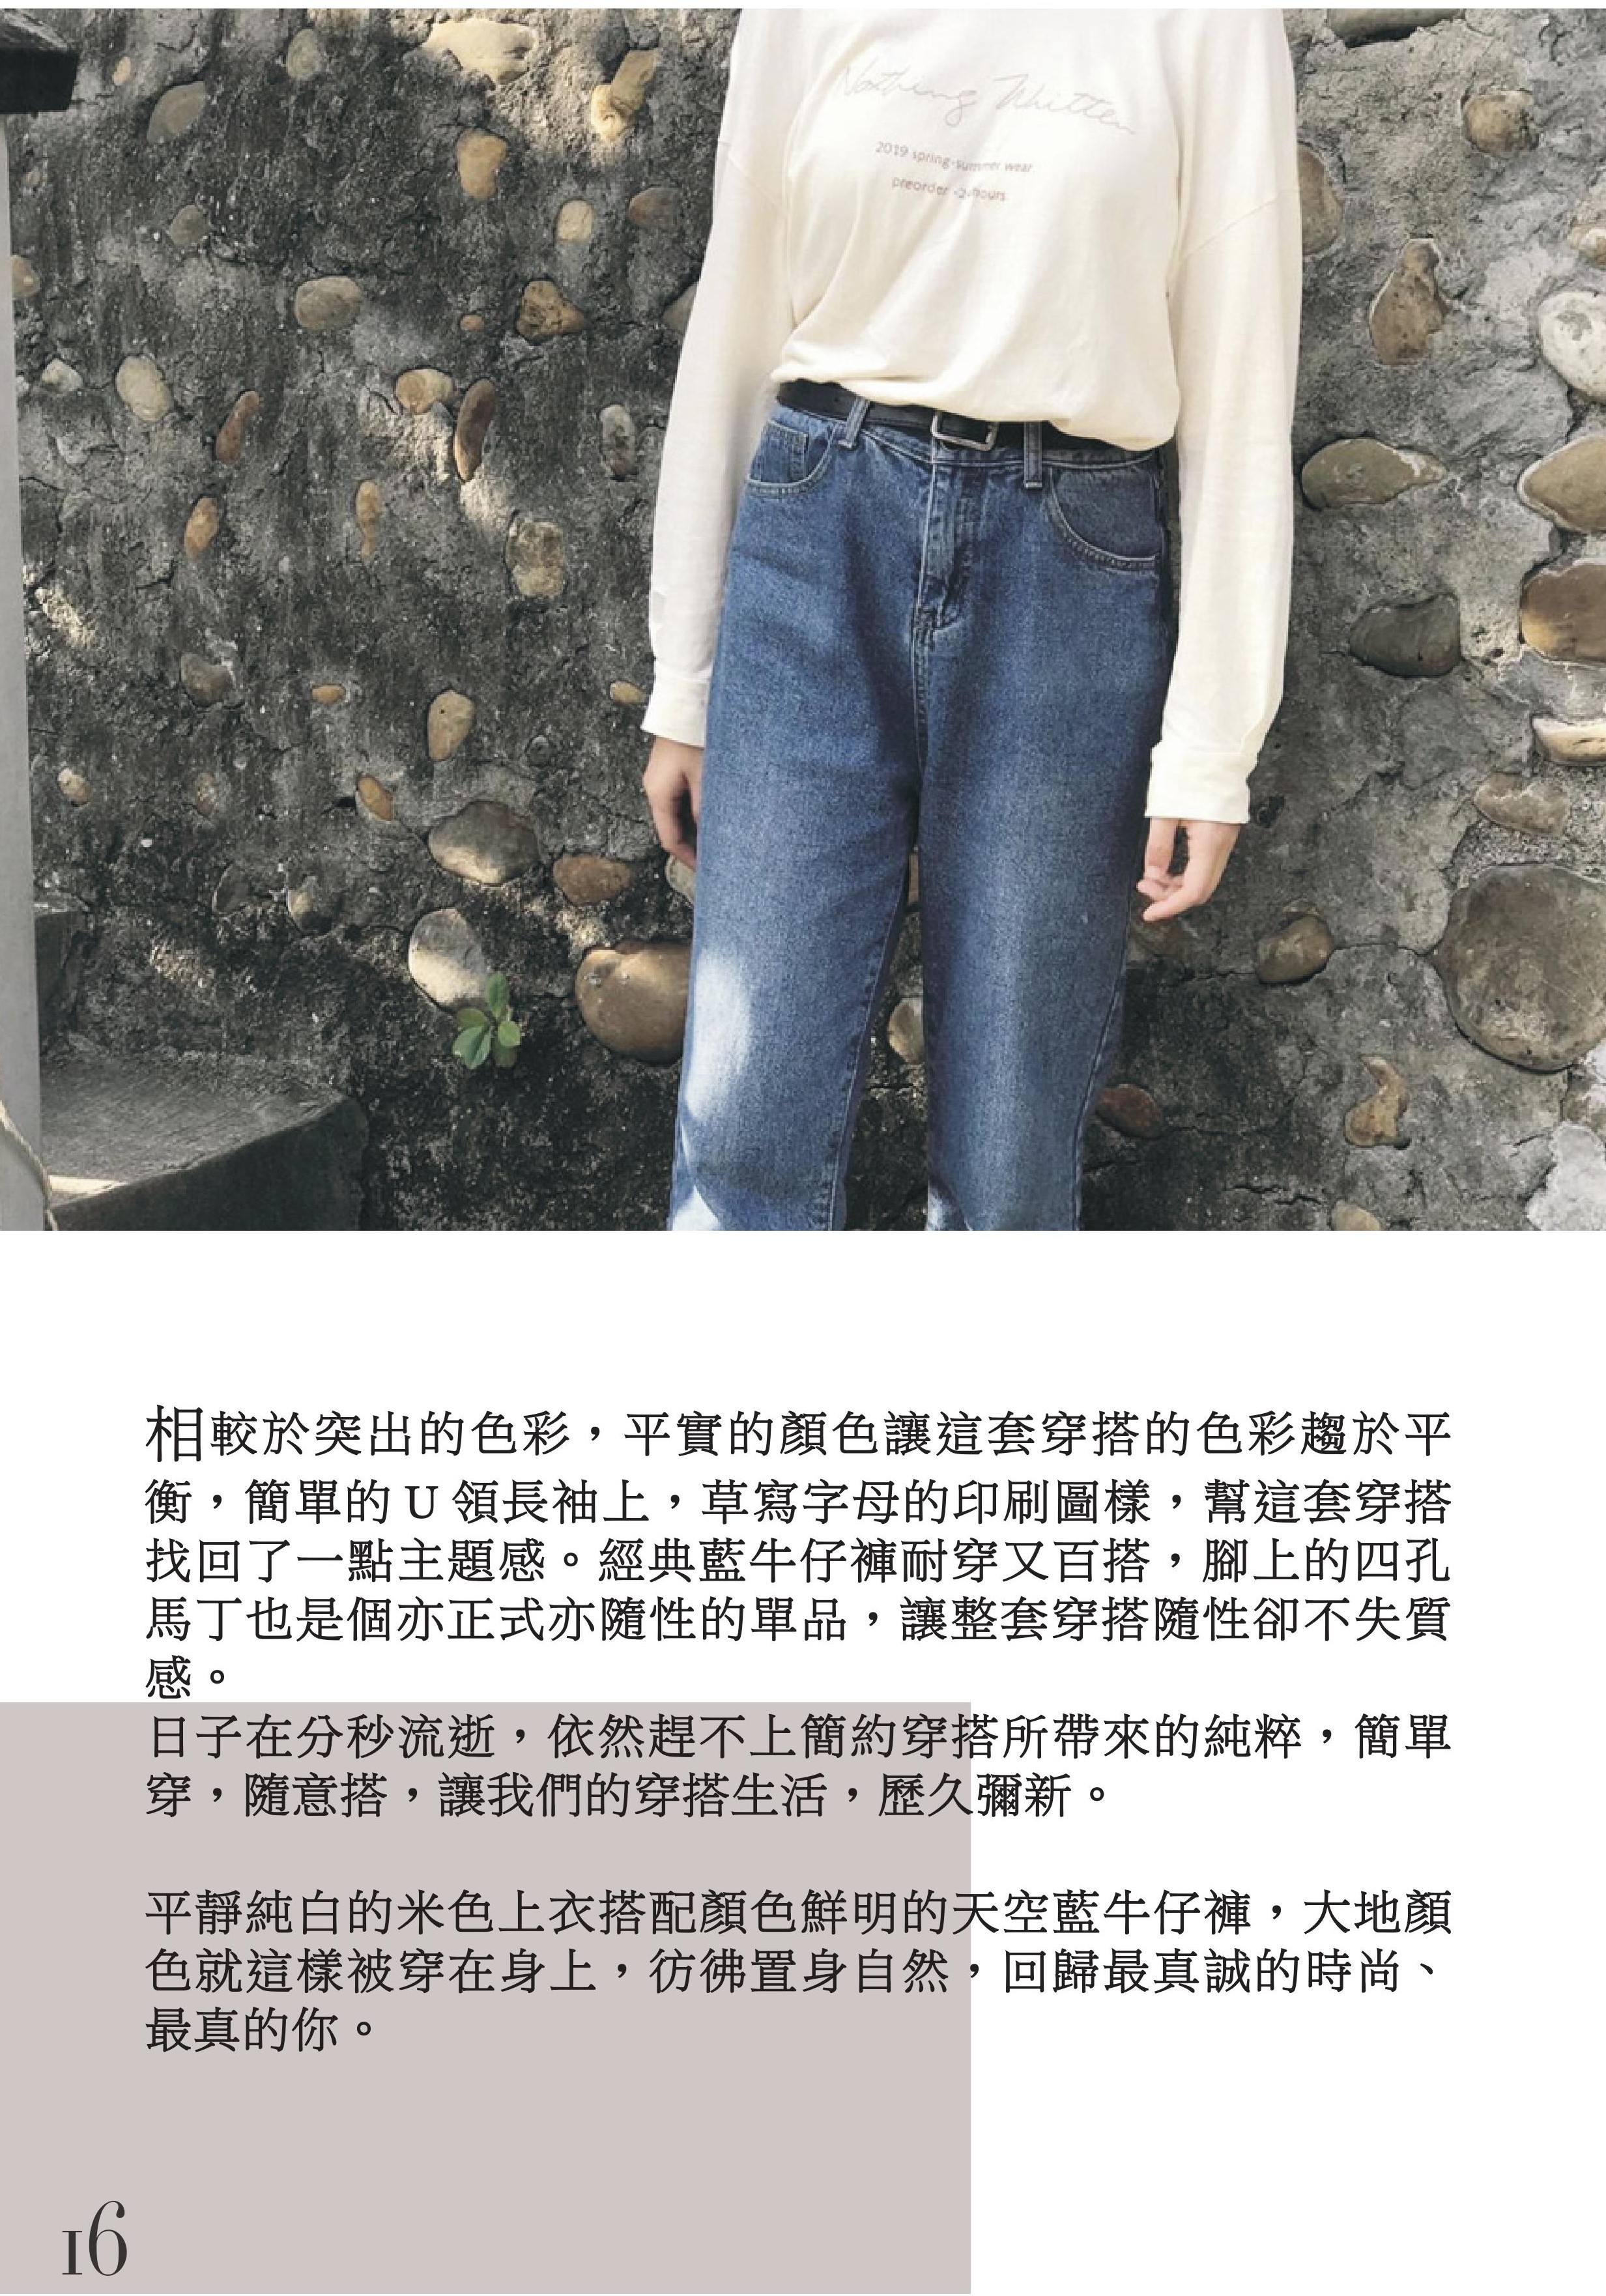 Nothing Written
2019 spring-summer wear
preorder
相較於突出的色彩，平實的顏色讓這套穿搭的色彩趨於平
衡，簡單的 U 領長袖上，草寫字母的印刷圖樣，幫這套穿搭
找回了一點主題感。經典藍牛仔褲耐穿又百搭，腳上的四孔
馬丁也是個亦正式亦隨性的單品，讓整套穿搭隨性卻不失質
感。
日子在分秒流逝，依然趕不上簡約穿搭所帶來的純粹，簡單
穿，隨意搭，讓我們的穿搭生活，歷久彌新。
平靜純白的米色上衣搭配顏色鮮明的天空藍牛仔褲，大地顏
色就這樣被穿在身上，彷彿置身自然，回歸最真誠的時尚、
最真的你。
16